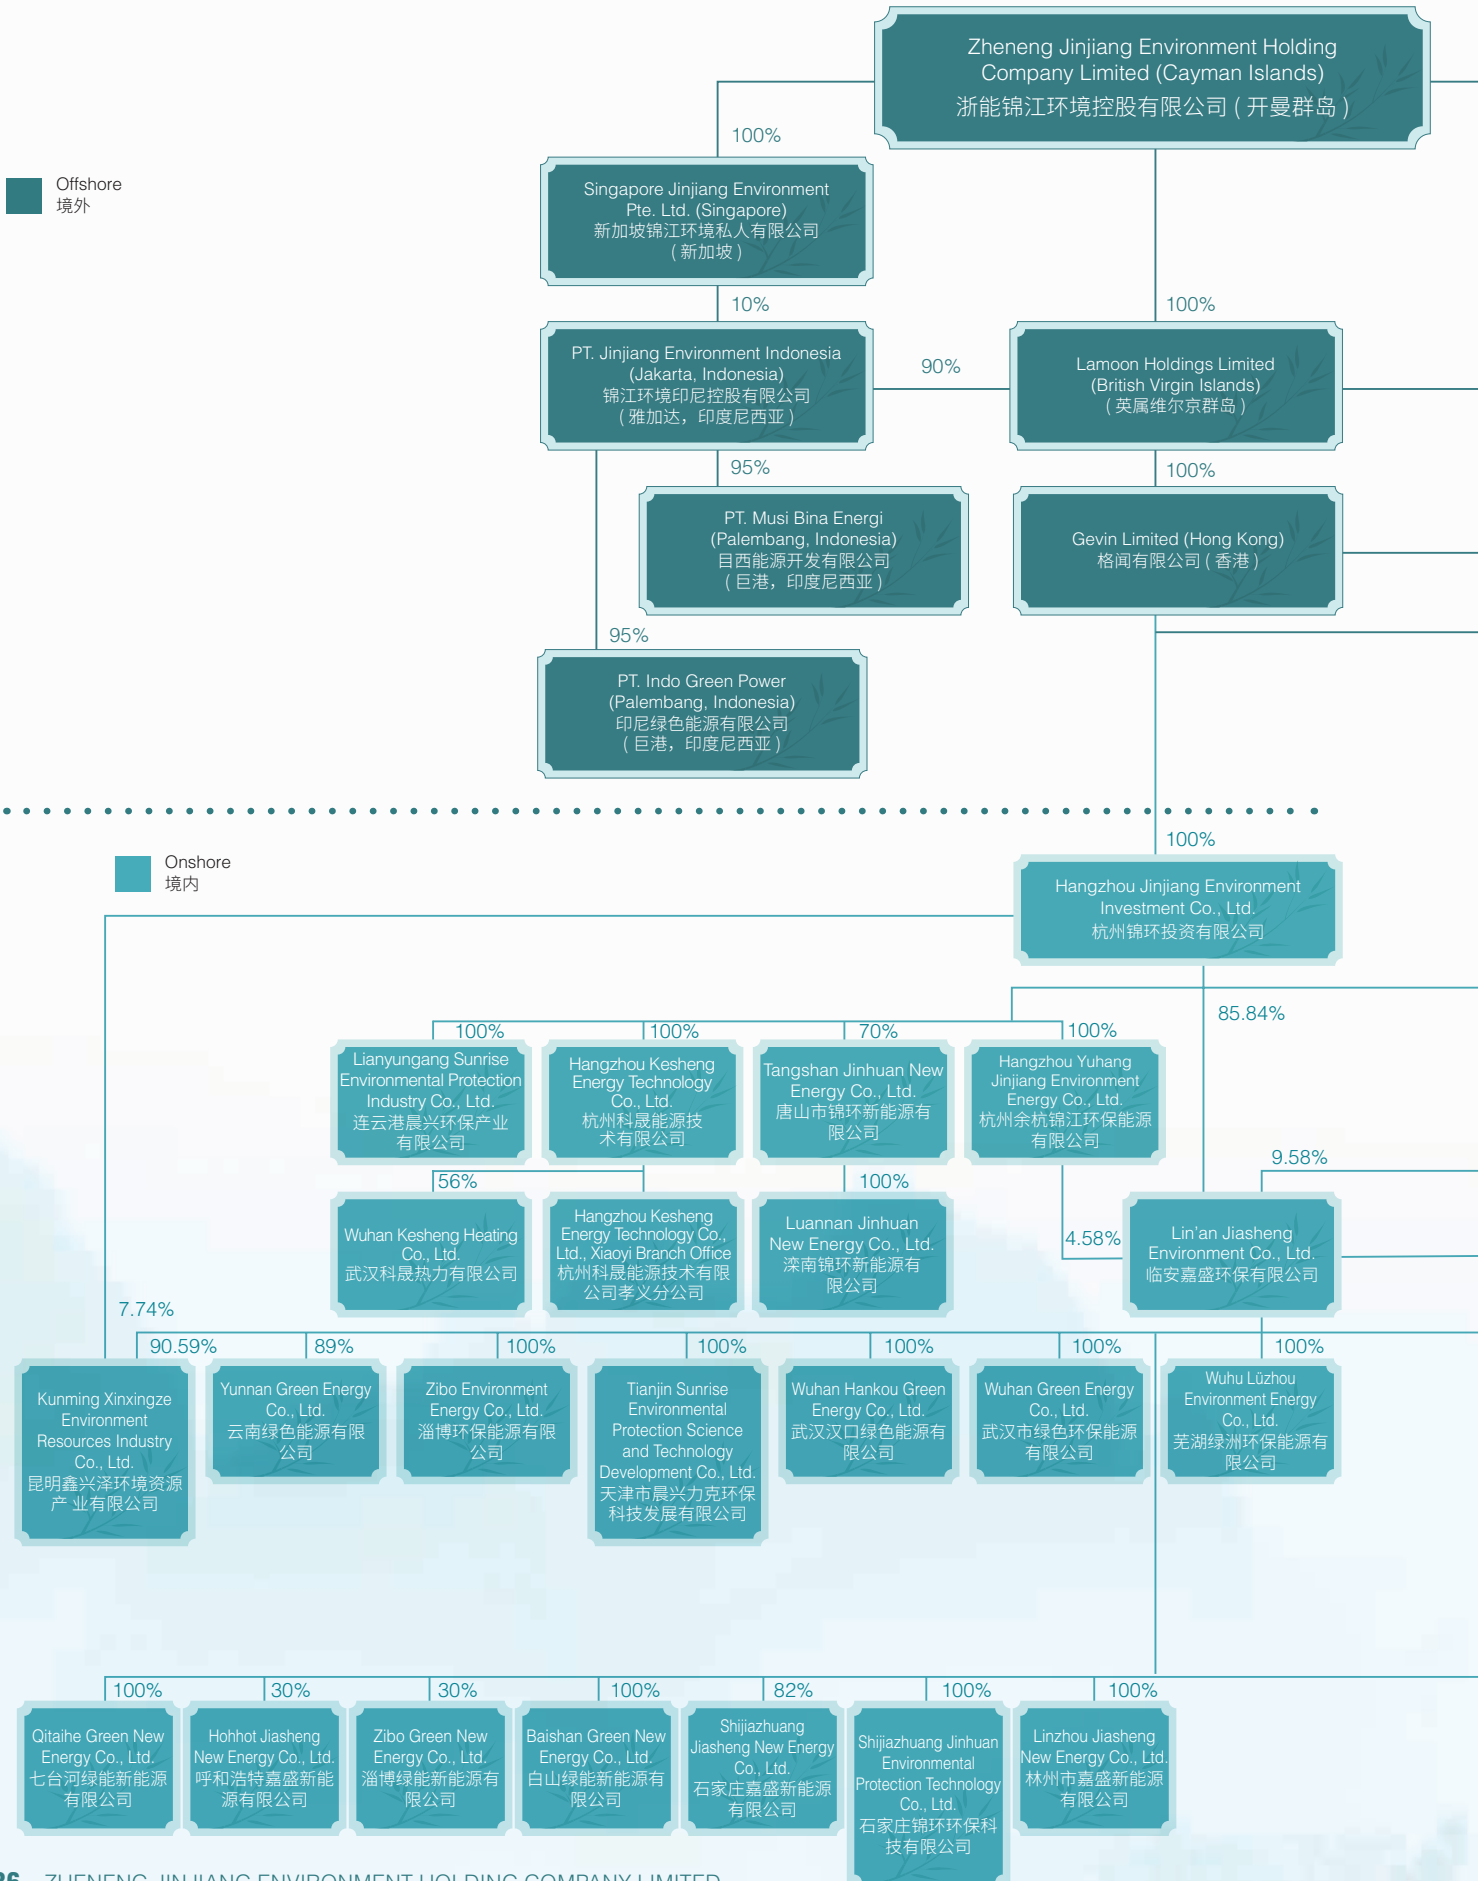 Zheneng Jinjiang Environment Holding
Company Limited (Cayman Islands)
浙能锦江环境控股有限公司 ( 开曼群岛 )
100%
Offshore
境外
Singapore Jinjiang Environment
Pte. Ltd. (Singapore)
新加坡锦江环境私人有限公司
( 新加坡 )
10%
100%
PT. Jinjiang Environment Indonesia
(Jakarta, Indonesia)
锦江环境印尼控股有限公司
( 雅加达，印度尼西亚 )
90%
Lamoon Holdings Limited
(British Virgin Islands)
( 英属维尔京群岛 )
95%
100%
PT. Musi Bina Energi
(Palembang, Indonesia)
目西能源开发有限公司
( 巨港，印度尼西亚 )
Gevin Limited (Hong Kong)
格闻有限公司 ( 香港 )
95%
PT. Indo Green Power
(Palembang, Indonesia)
印尼绿色能源有限公司
( 巨港，印度尼西亚 )
100%
Onshore
境内
Hangzhou Jinjiang Environment
Investment Co., Ltd.
杭州锦环投资有限公司
85.84%
100%
100%
70%
100%
Lianyungang Sunrise
Environmental Protection
Industry Co., Ltd.
连云港晨兴环保产业
有限公司
Hangzhou Kesheng
Energy Technology
Co., Ltd.
杭州科晟能源技
术有限公司
Tangshan Jinhuan New
Energy Co., Ltd.
唐山市锦环新能源有
限公司
Hangzhou Yuhang
Jinjiang Environment
Energy Co., Ltd.
杭州余杭锦江环保能源
有限公司
9.58%
56%
100%
Wuhan Kesheng Heating
Co., Ltd.
武汉科晟热力有限公司
Hangzhou Kesheng
Energy Technology Co.,
Ltd., Xiaoyi Branch Office
杭州科晟能源技术有限
公司孝义分公司
Luannan Jinhuan
New Energy Co., Ltd.
滦南锦环新能源有
限公司
4.58%
Lin'an Jiasheng
Environment Co., Ltd.
临安嘉盛环保有限公司
7.74%
90.59%
89%
100%
100%
100%
100%
100%
Kunming Xinxingze
Environment
Resources Industry
Co., Ltd.
昆明鑫兴泽环境资源
产 业有限公司
Yunnan Green Energy
Co., Ltd.
云南绿色能源有限
公司
Zibo Environment
Energy Co., Ltd.
淄博环保能源有限
公司
Tianjin Sunrise
Environmental
Protection Science
and Technology
Development Co., Ltd.
天津市晨兴力克环保
科技发展有限公司
Wuhan Hankou Green
Energy Co., Ltd.
武汉汉口绿色能源有
限公司
Wuhan Green Energy
Co., Ltd.
武汉市绿色环保能源
有限公司
Wuhu Lüzhou
Environment Energy
Co., Ltd.
芜湖绿洲环保能源有
限公司
100%
30%
30%
100%
82%
100%
100%
Qitaihe Green New
Energy Co., Ltd.
七台河绿能新能源
有限公司
Hohhot Jiasheng
New Energy Co., Ltd.
呼和浩特嘉盛新能
源有限公司
Zibo Green New
Energy Co., Ltd.
淄博绿能新能源有
限公司
Baishan Green New
Energy Co., Ltd.
白山绿能新能源有
限公司
Shijiazhuang
Jiasheng New Energy
Co., Ltd.
石家庄嘉盛新能源
有限公司
Shijiazhuang Jinhuan
Environmental
Protection Technology
Co., Ltd.
石家庄锦环环保科
技有限公司
Linzhou Jiasheng
New Energy Co., Ltd.
林州市嘉盛新能源
有限公司
ZHENENG JINJIANG ENVIRONMENT HOLDING COMPANY LIMITED